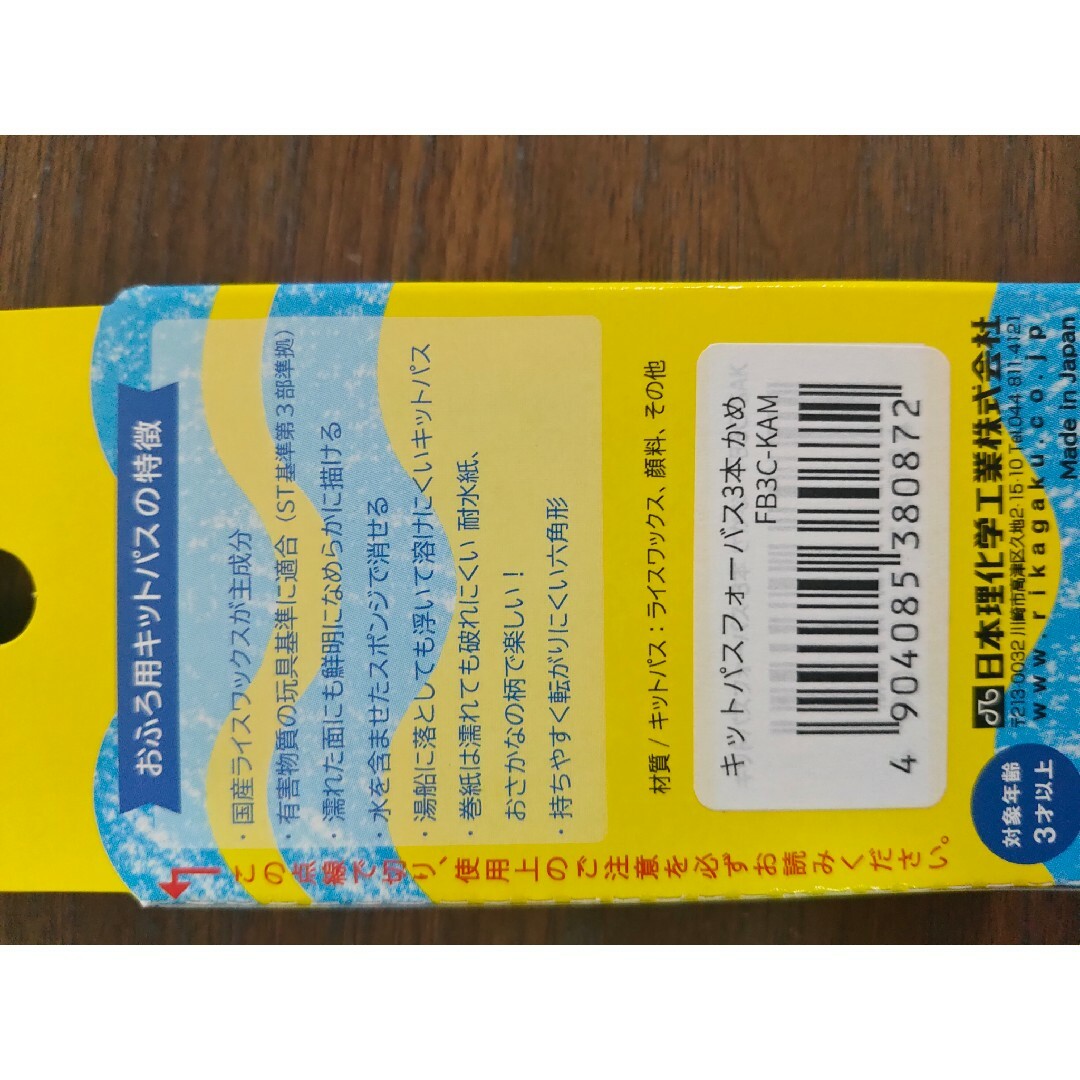 おふろ用キットパスの特徴
・国産ライスワックスが主成分
・有害物質の玩具基準に適合（ST基準第3部準拠）
・濡れた面にも鮮明になめらかに描ける
・水を含ませたスポンジで消せる
・湯船に落としても浮いて溶けにくいキットパス
・巻紙は濡れても破れにくい 耐水紙、
おさかなの柄で楽しい！
・持ちやすく転がりにくい六角形
この点線で切り、使用上のご注意を必ずお読みください。
材質/キットパス：ライスワックス、顔料、その他
キットパスフォーバス3本 かめ
FB3C-KAM
4 904085 380872
日本理化学工業株式会社
〒213-0032 川崎市高津区久地2-15-10 Tel.044-811-4121
www.rikagaku.co.jp
Made in Japan
対象年齢
3才以上